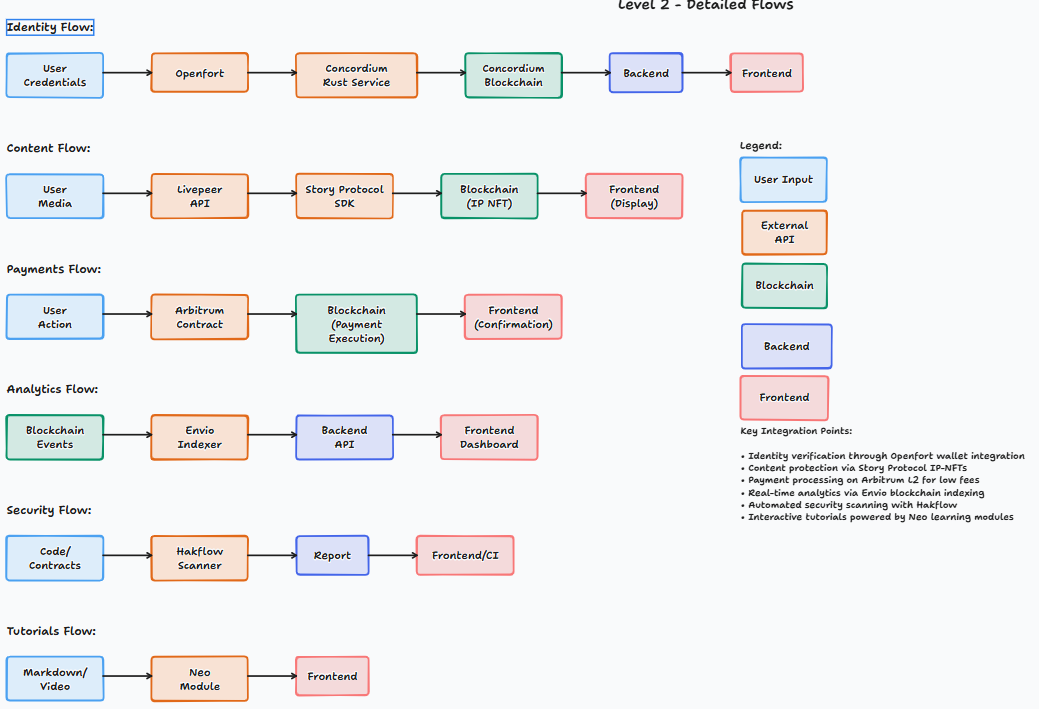 Level 2 - Detailed Flows
Identity Flow:
User
Credentials
Openfort
Concordium
Rust Service
Concordium
Blockchain
Backend
Frontend
Content Flow:
User
Media
Livepeer
API
Story Protocol
SDK
Blockchain
(IP NFT)
Frontend
(Display)
Payments Flow:
User
Action
Arbitrum
Contract
Blockchain
(Payment
Execution)
Frontend
(Confirmation)
Analytics Flow:
Blockchain
Events
Envio
Indexer
Backend
API
Frontend
Dashboard
Security Flow:
Code/
Contracts
Hakflow
Scanner
Report
Frontend/CI
Tutorials Flow:
Markdown/
Video
Neo
Module
Frontend
Legend:
User Input
External
API
Blockchain
Backend
Frontend
Key Integration Points:
• Identity verification through Openfort wallet integration
• Content protection via Story Protocol IP-NFTs
• Payment processing on Arbitrum L2 for low fees
• Real-time analytics via Envio blockchain indexing
• Automated security scanning with Hakflow
• Interactive tutorials powered by Neo learning modules